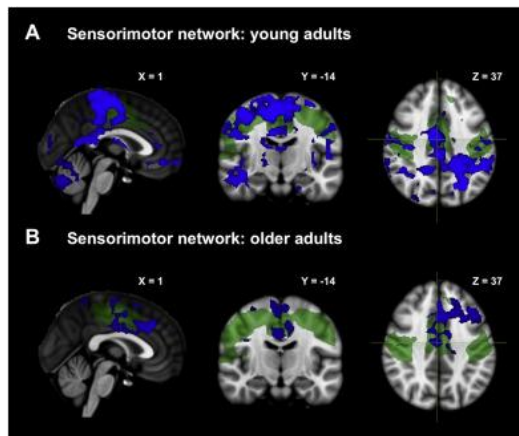 A Sensorimotor network: young adults
X = 1 Y = -14 Z = 37
B Sensorimotor network: older adults
X = 1 Y = -14 Z = 37